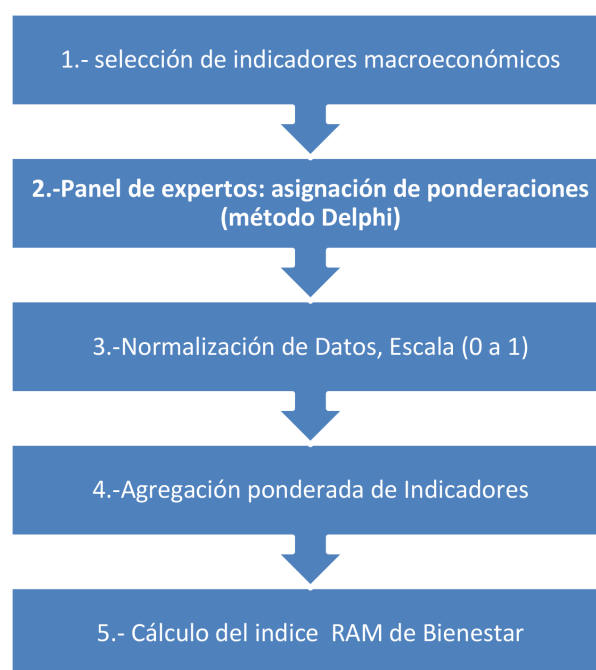 1.- selección de indicadores macroeconómicos
2.-Panel de expertos: asignación de ponderaciones
(método Delphi)
3.-Normalización de Datos, Escala (0 a 1)
4.-Agregación ponderada de Indicadores
5.- Cálculo del indice  RAM de Bienestar